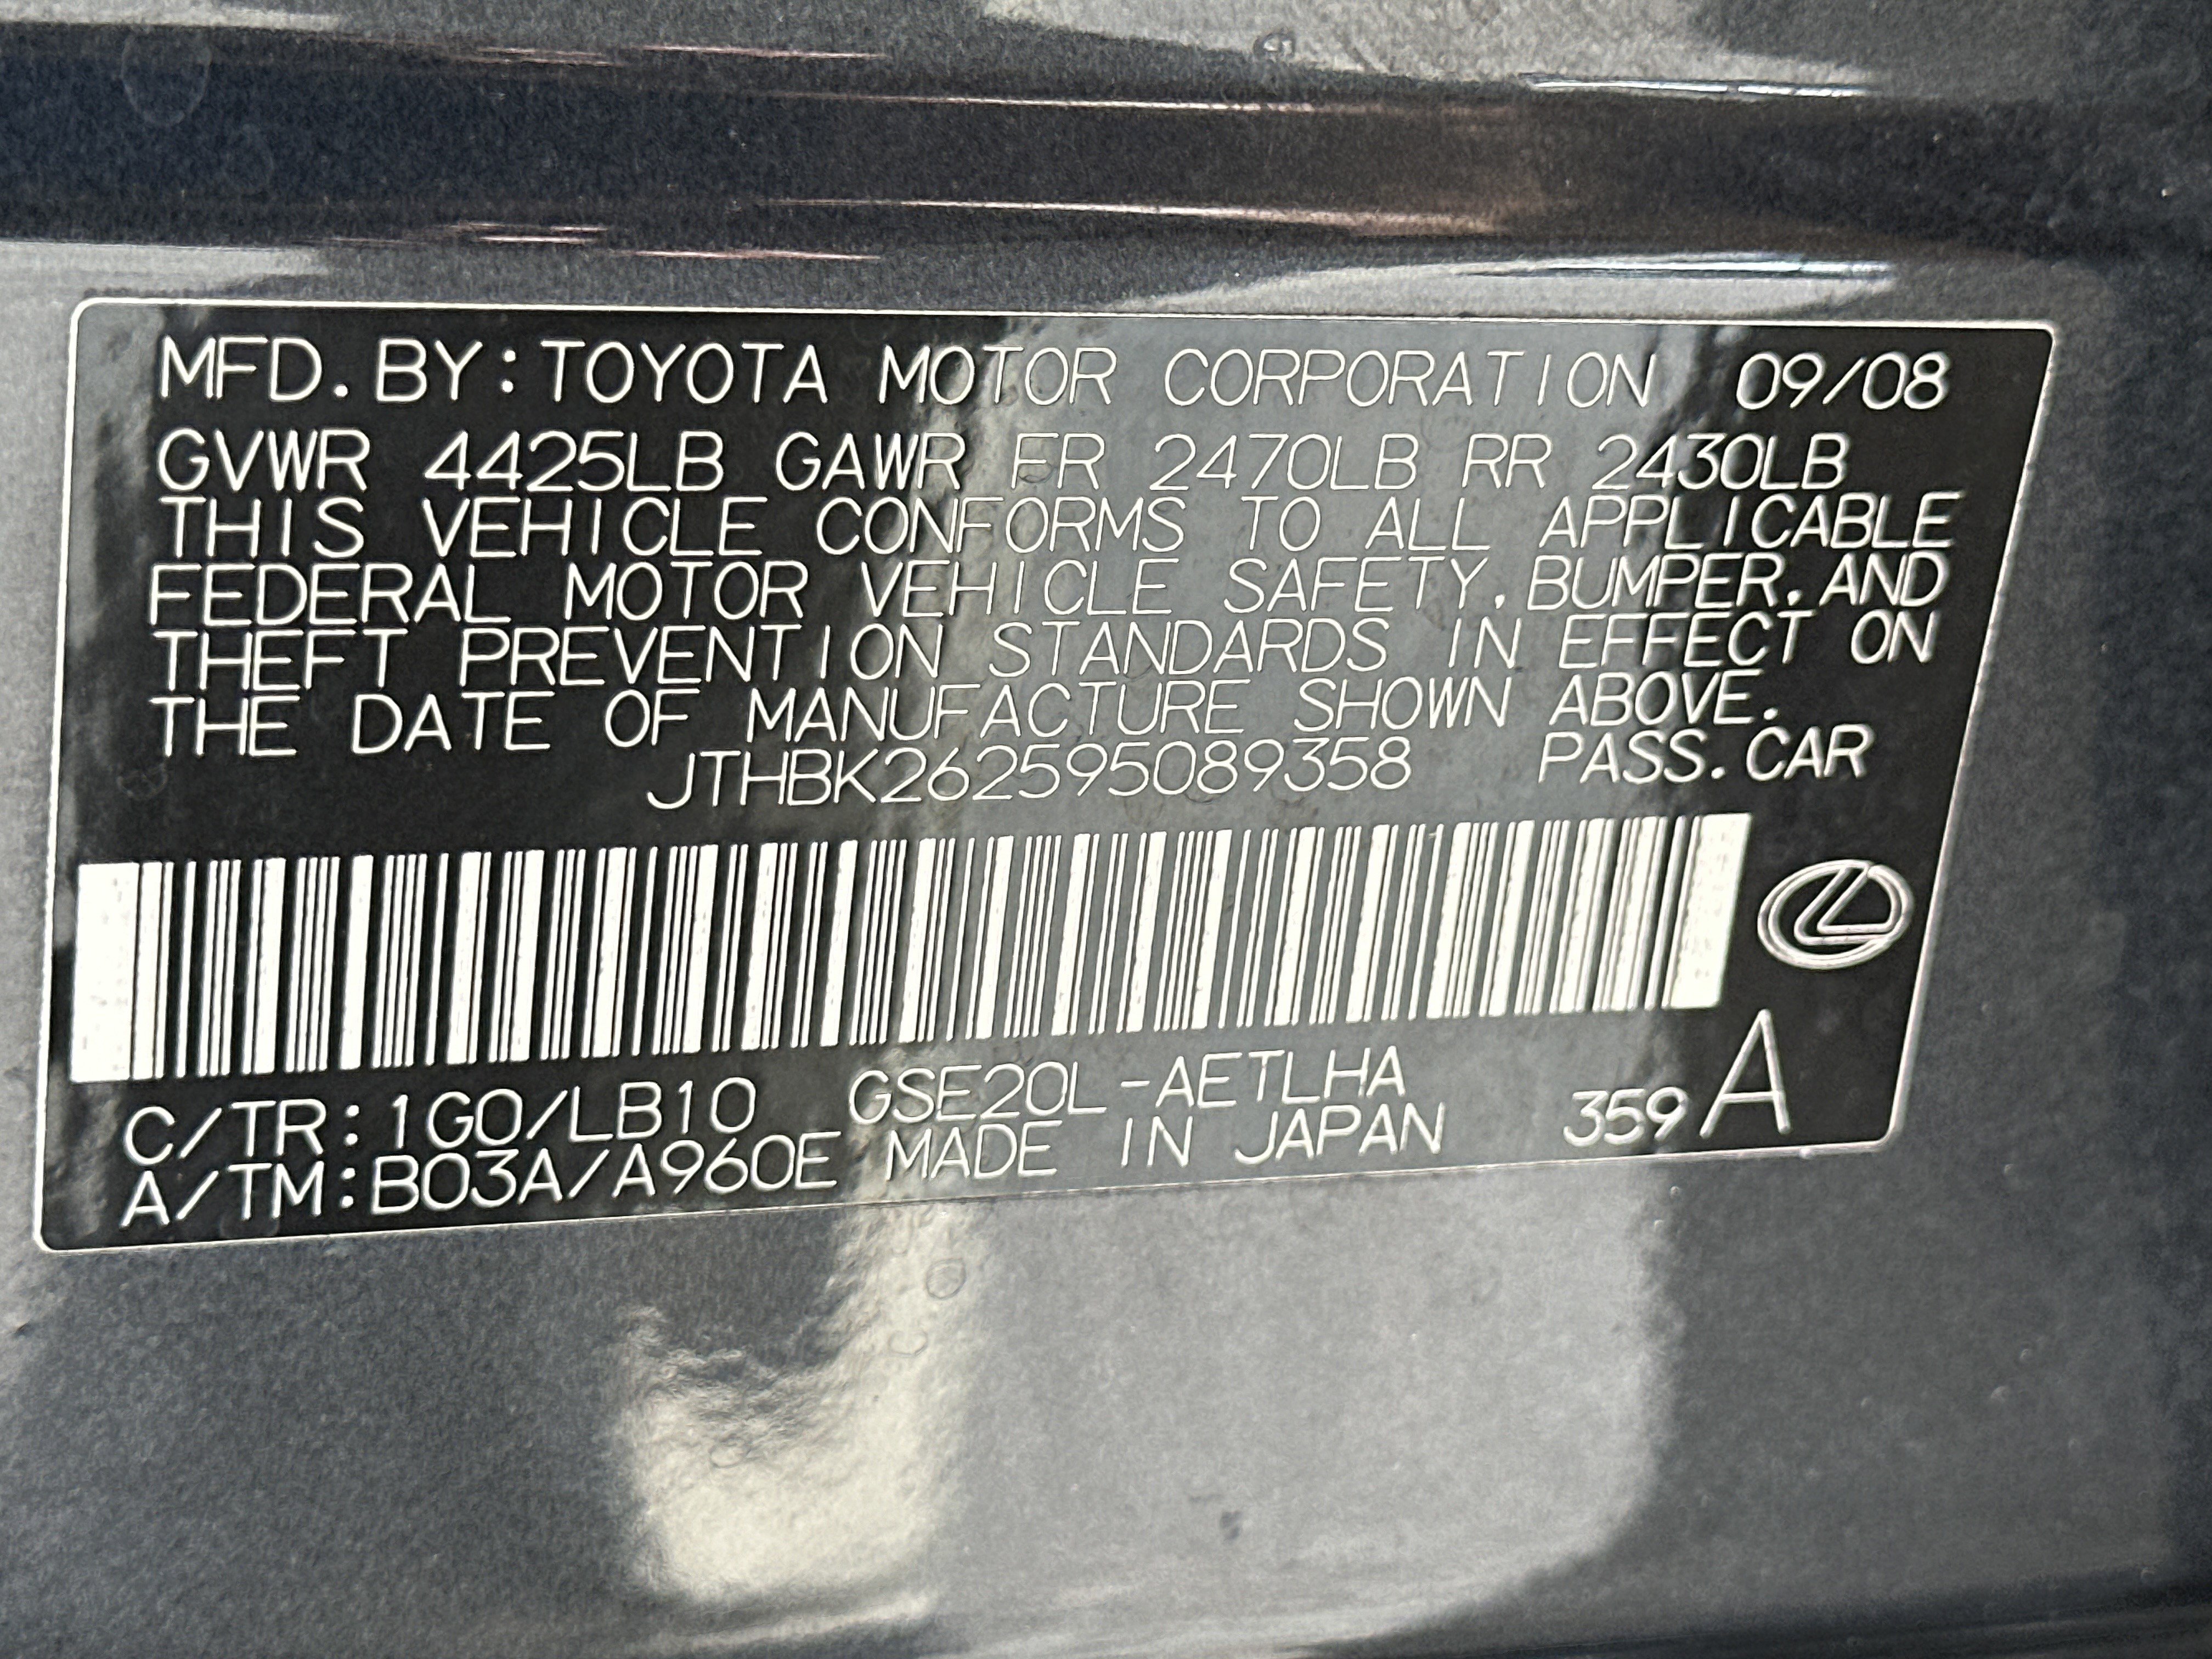 MFD. BY: TOYOTA MOTOR CORPORATION 09/08
GVWR 4425LB GAWR FR 2470LB RR 2430LB
THIS VEHICLE CONFORMS TO ALL APPLICABLE
FEDERAL MOTOR VEHICLE SAFETY, BUMPER, AND
THEFT PREVENTION STANDARDS IN EFFECT ON
THE DATE OF MANUFACTURE SHOWN ABOVE.
JTHBK262595089358 PASS. CAR
C/TR: 1G0/LB10 GSE20L-AETLHA
A/TM: B03A/A960E MADE IN JAPAN 359 A